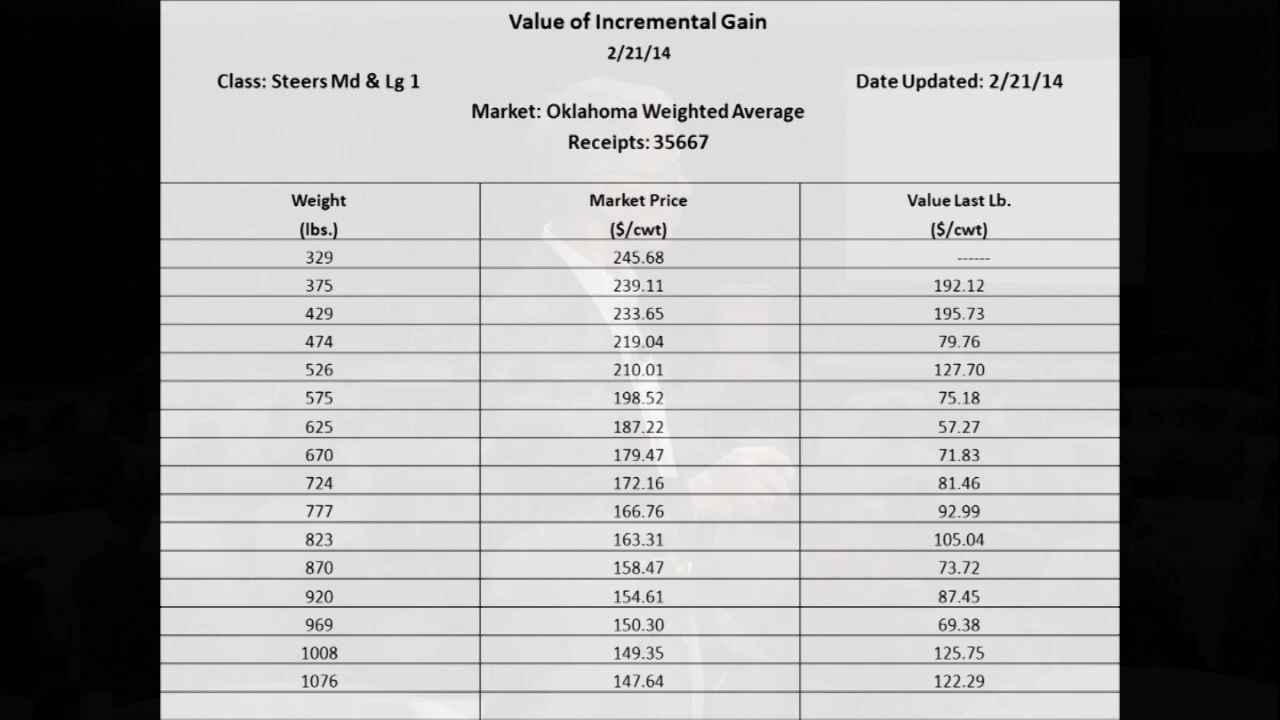 Value of Incremental Gain
2/21/14
Class: Steers Md & Lg 1 Date Updated: 2/21/14
Market: Oklahoma Weighted Average
Receipts: 35667
Weight Market Price Value Last Lb.
(lbs.) ($/cwt) ($/cwt)
329 245.68 ------
375 239.11 192.12
429 233.65 195.73
474 219.04 79.76
526 210.01 127.70
575 198.52 75.18
625 187.22 57.27
670 179.47 71.83
724 172.16 81.46
777 166.76 92.99
823 163.31 105.04
870 158.47 73.72
920 154.61 87.45
969 150.30 69.38
1008 149.35 125.75
1076 147.64 122.29